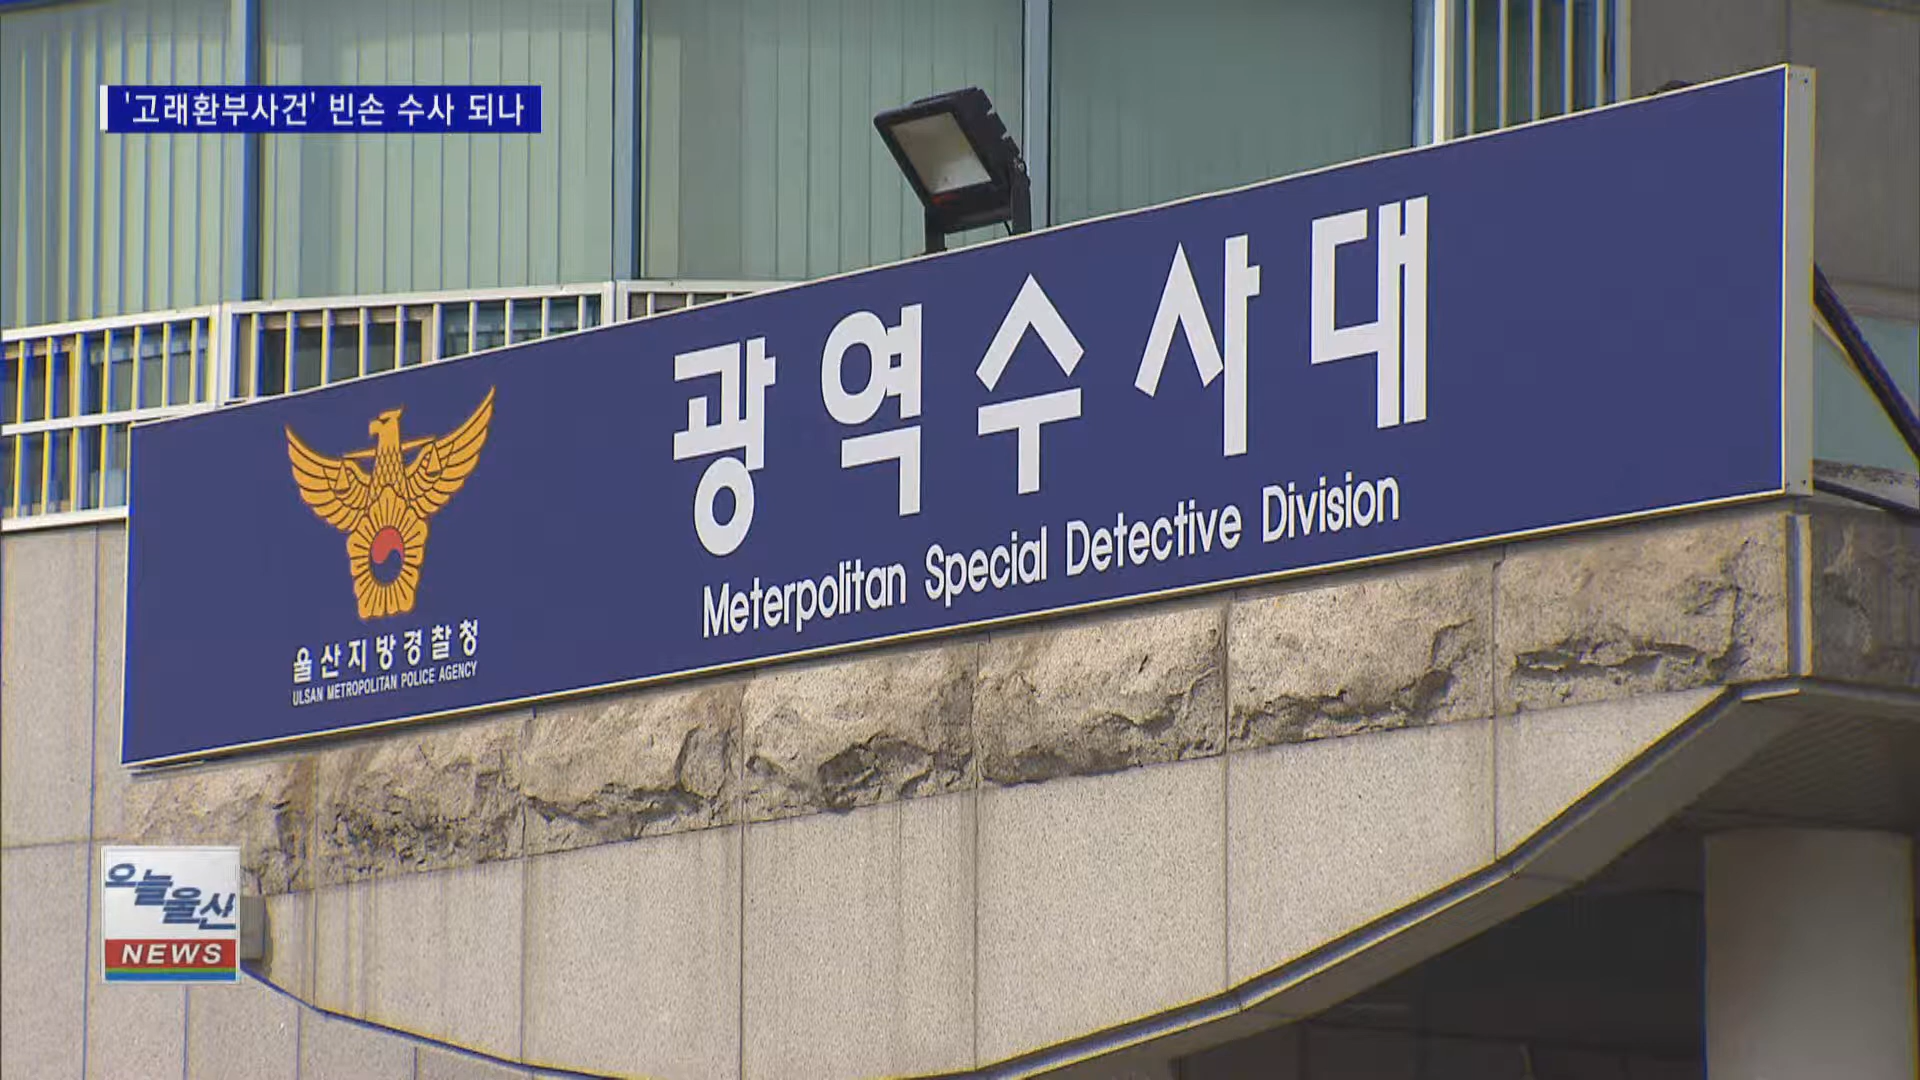 '고래환부사건' 빈손 수사 되나
광역수사대
Meterpolitan Special Detective Division
울산지방경찰청
ULSAN METROPOLITAN POLICE AGENCY
오늘울산
NEWS